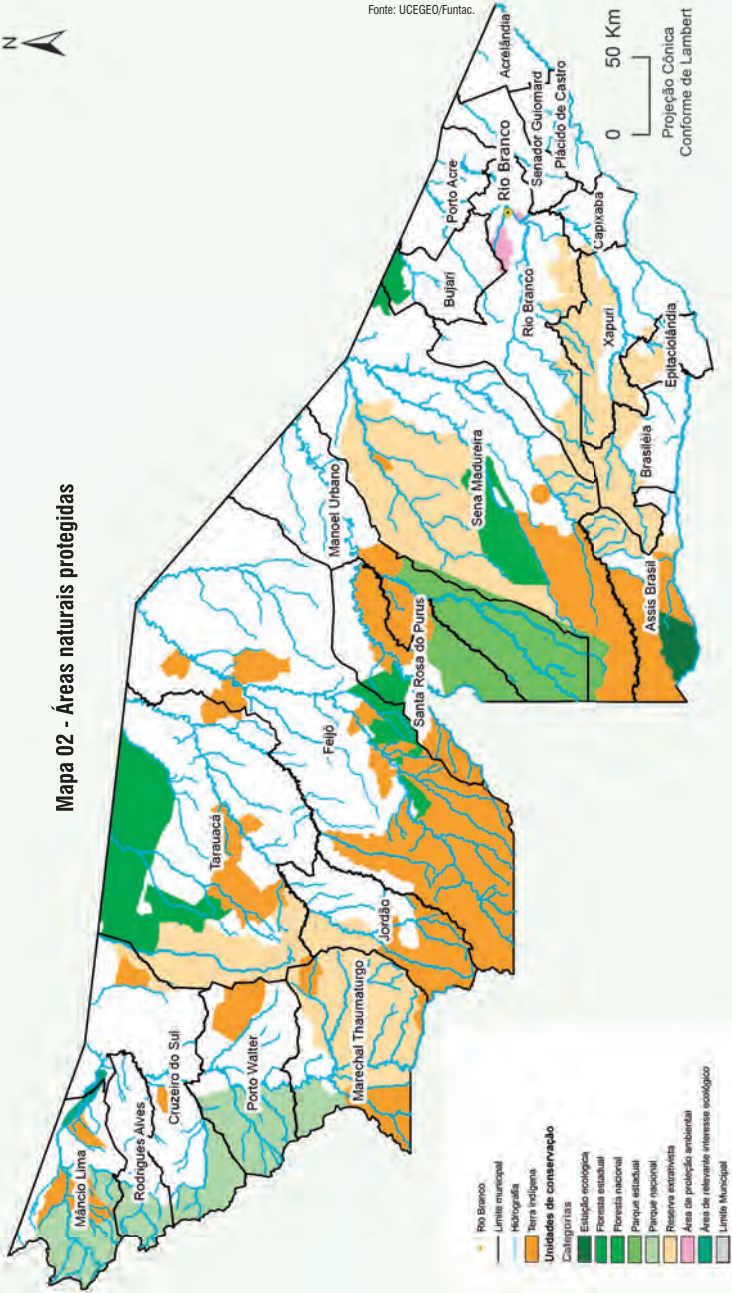 Mapa 02 - Áreas naturais protegidas
N
Mâncio Lima
Rodrigues Alves
Cruzeiro do Sul
Porto Walter
Marechal Thaumaturgo
Tarauacá
Jordão
Feijó
Santa Rosa do Purus
Manoel Urbano
Sena Madureira
Assis Brasil
Brasiléia
Epitaciolândia
Xapuri
Rio Branco
Bujari
Porto Acre
Rio Branco
Capixaba
Senador Guiomard
Plácido de Castro
Acrelândia
Rio Branco
Limite municipal
Hidrografia
Terra indígena
Unidades de conservação
Categorias
Estação ecológica
Floresta estadual
Floresta nacional
Parque estadual
Parque nacional
Reserva extrativista
Área de proteção ambiental
Área de relevante interesse ecológico
Limite Municipal
0 50 Km
Projeção Cônica
Conforme de Lambert
Fonte: UCEGEO/Funtac.